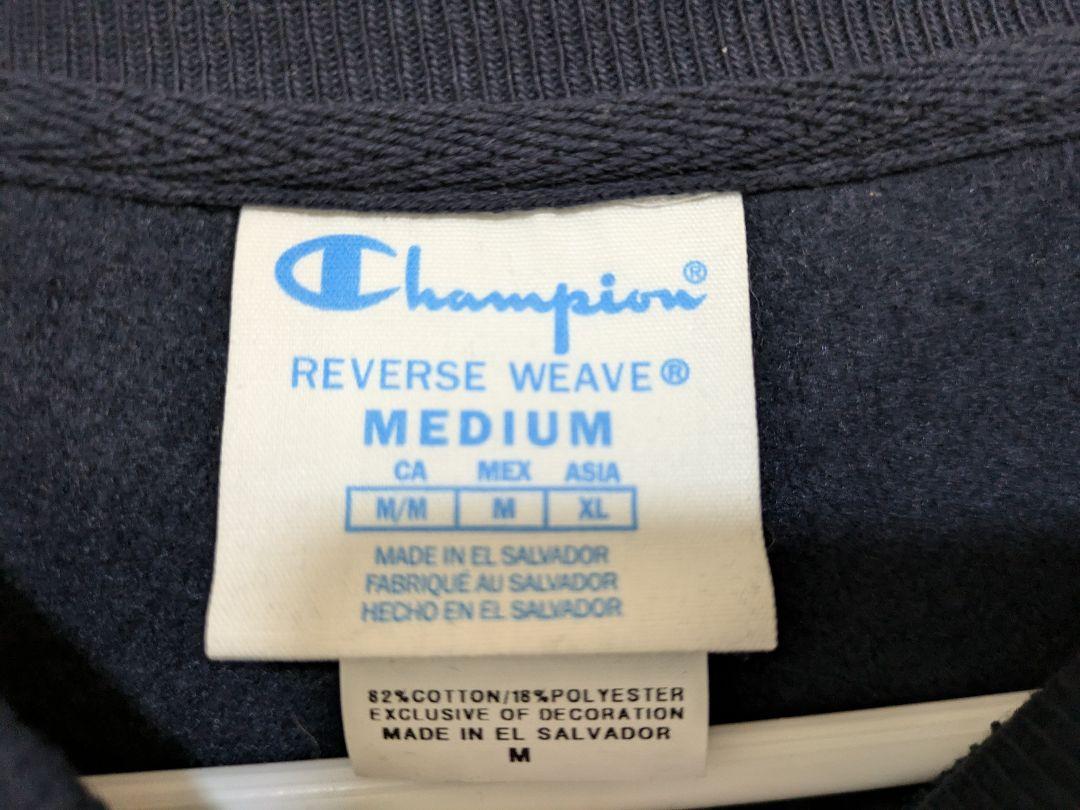 Champion®
REVERSE WEAVE®
MEDIUM
CA MEX ASIA
M/M M XL
MADE IN EL SALVADOR
FABRIQUÉ AU SALVADOR
HECHO EN EL SALVADOR
82%COTTON/18%POLYESTER
EXCLUSIVE OF DECORATION
MADE IN EL SALVADOR
M